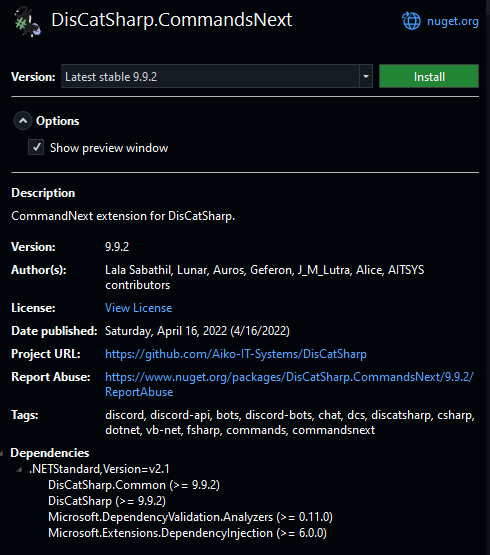 DisCatSharp.CommandsNext
nuget.org
Version: Latest stable 9.9.2 Install
Options
Show preview window
Description
CommandNext extension for DisCatSharp.
Version: 9.9.2
Author(s): Lala Sabathil, Lunar, Auros, Geferon, J_M_Lutra, Alice, AITSYS
contributors
License: View License
Date published: Saturday, April 16, 2022 (4/16/2022)
Project URL: https://github.com/Aiko-IT-Systems/DisCatSharp
Report Abuse: https://www.nuget.org/packages/DisCatSharp.CommandsNext/9.9.2/
ReportAbuse
Tags: discord, discord-api, bots, discord-bots, chat, dcs, discatsharp, csharp,
dotnet, vb-net, fsharp, commands, commandsnext
Dependencies
.NETStandard,Version=v2.1
DisCatSharp.Common (>= 9.9.2)
DisCatSharp (>= 9.9.2)
Microsoft.DependencyValidation.Analyzers (>= 0.11.0)
Microsoft.Extensions.DependencyInjection (>= 6.0.0)